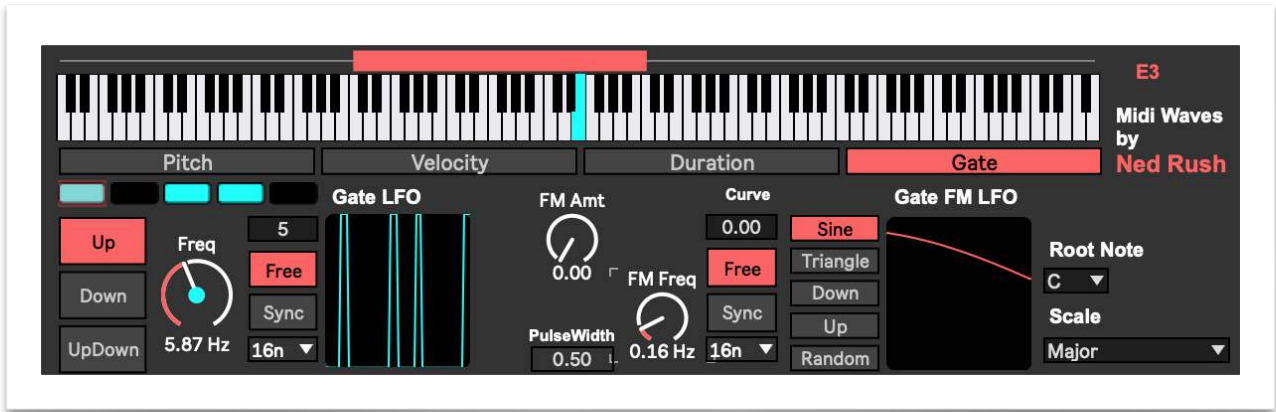 E3
Midi Waves
by
Ned Rush
Pitch
Velocity
Duration
Gate
Gate LFO
FM Amt
Curve
Gate FM LFO
Up
Down
UpDown
Freq
5.87 Hz
5
Free
Sync
16n
0.00
PulseWidth
0.50
FM Freq
0.16 Hz
0.00
Free
Sync
16n
Sine
Triangle
Down
Up
Random
Root Note
C
Scale
Major